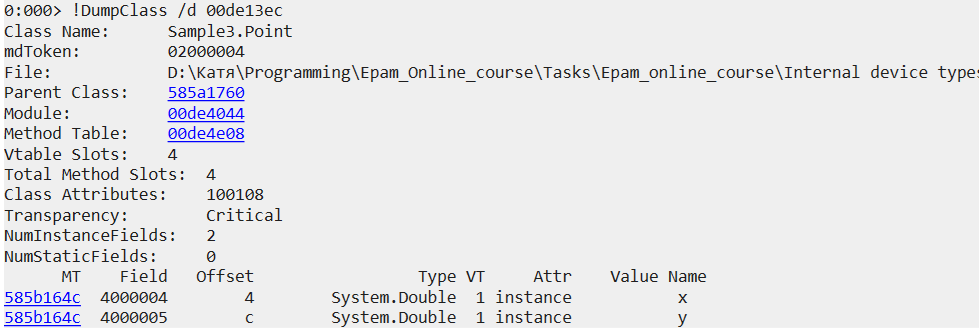 0:000> !DumpClass /d 00de13ec
Class Name:      Sample3.Point
mdToken:         02000004
File:            D:\Катя\Programming\Epam_Online_course\Tasks\Epam_online_course\Internal device types
Parent Class:    585a1760
Module:          00de4044
Method Table:    00de4e08
Vtable Slots:    4
Total Method Slots:  4
Class Attributes:    100108
Transparency:        Critical
NumInstanceFields:   2
NumStaticFields:     0
MT    Field   Offset                 Type VT     Attr    Value Name
585b164c  4000004        4        System.Double  1 instance           x
585b164c  4000005        c        System.Double  1 instance           y